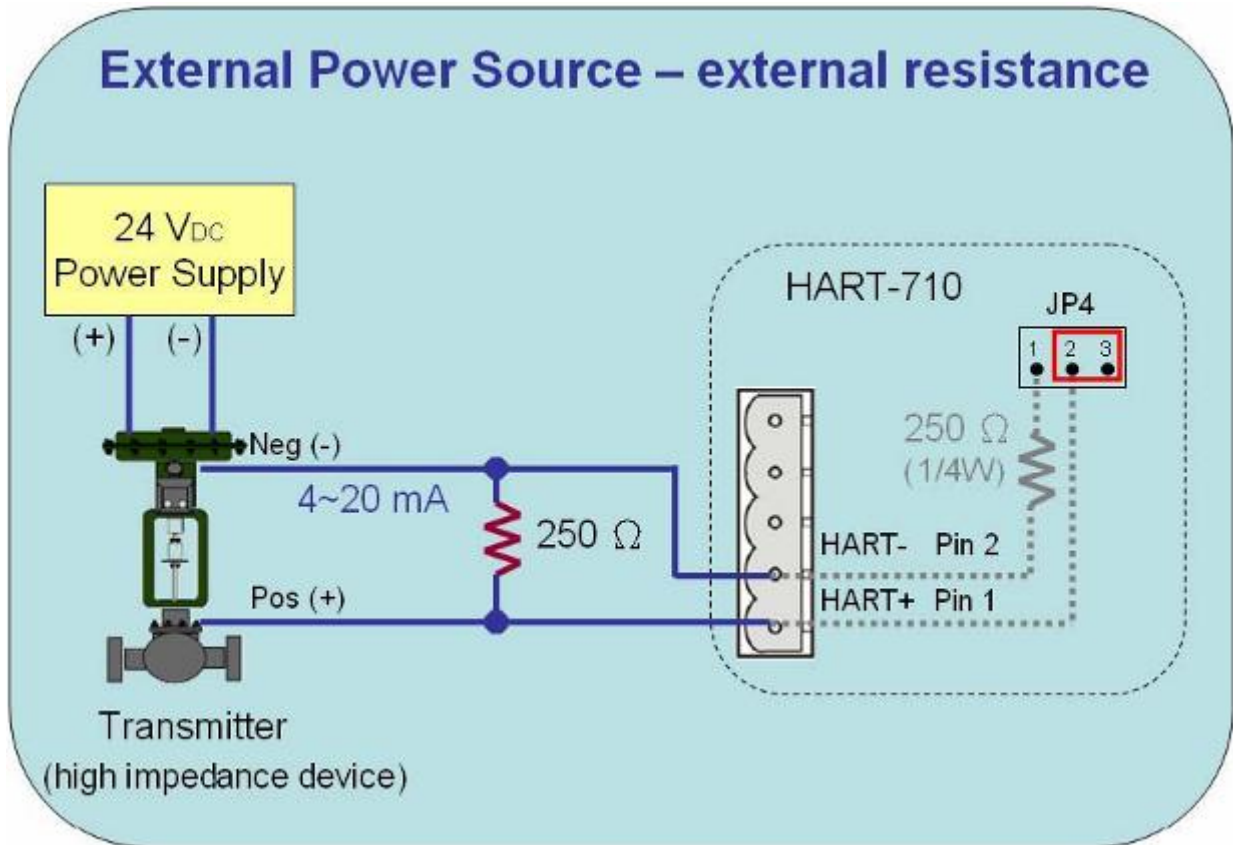 External Power Source – external resistance
24 VDC
Power Supply
(+) (-)
HART-710
JP4
1 2 3
Neg (-)
4~20 mA
250 Ω
(1/4W)
250 Ω
HART- Pin 2
Pos (+)
HART+ Pin 1
Transmitter
(high impedance device)